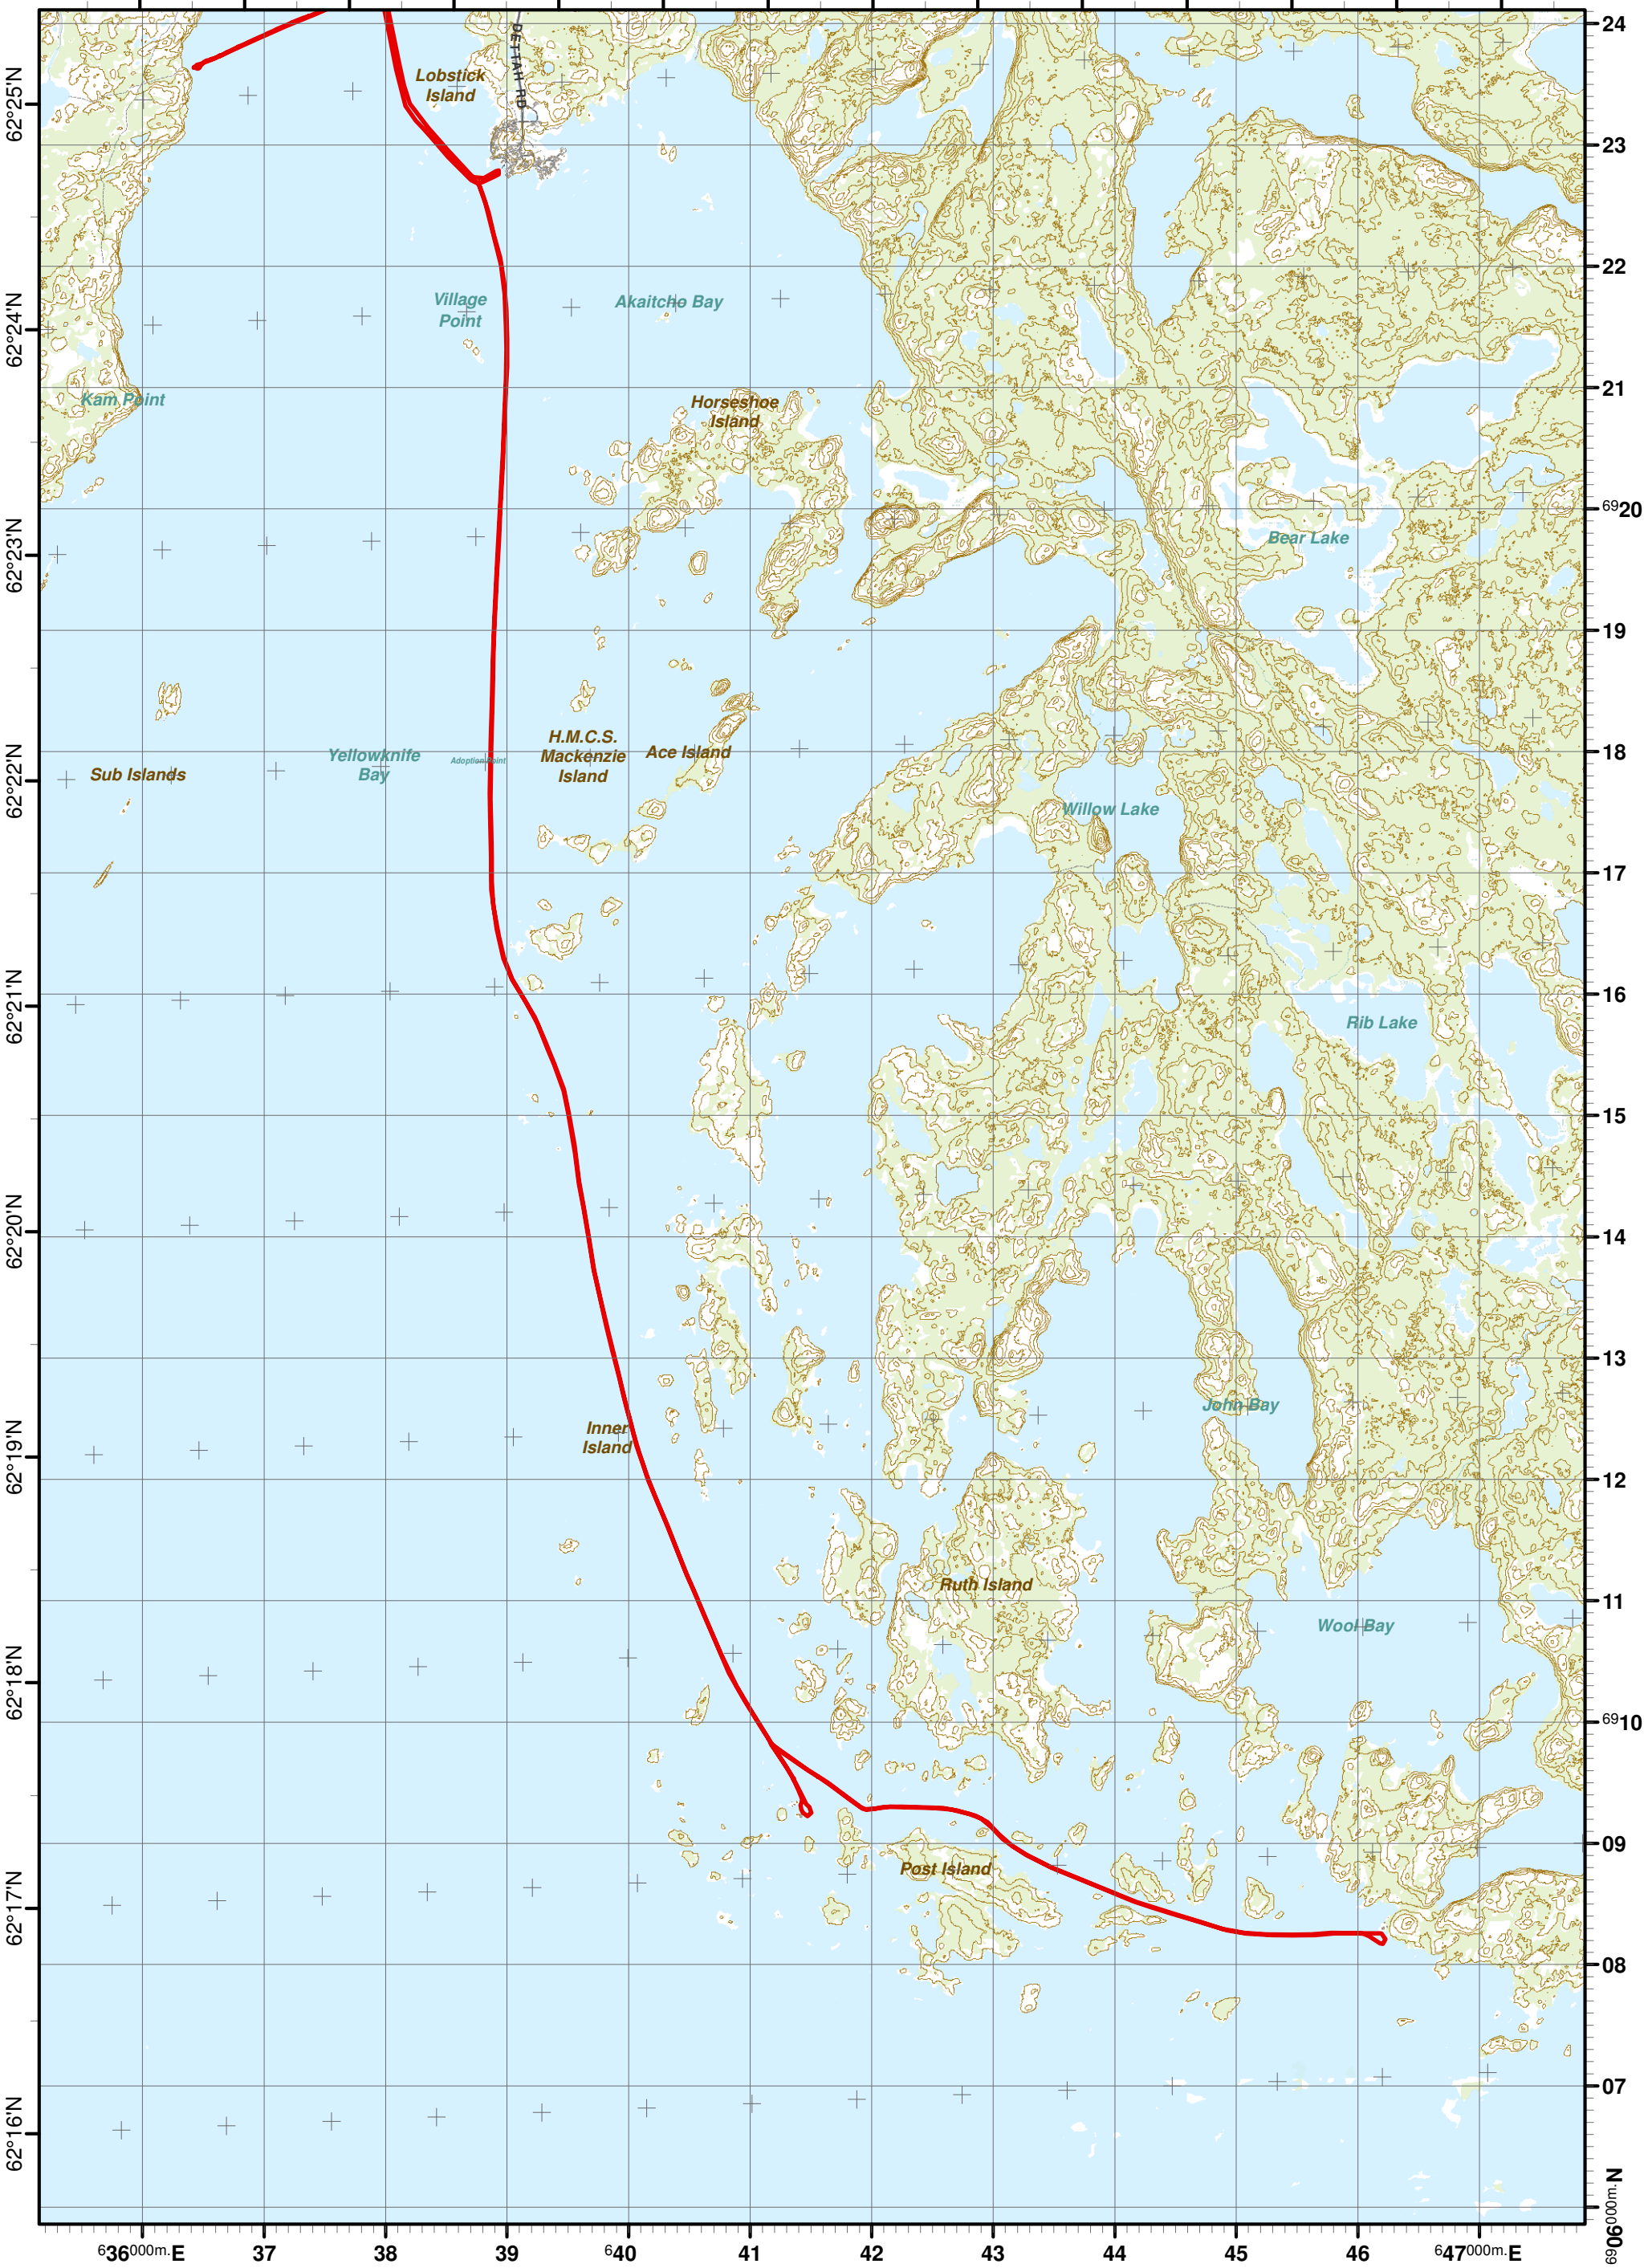 DETTAH RD
24
Lobstick
Island
62°25'N
23
22
Village
Point
Akaitcho Bay
62°24'N
21
Kam Point
Horseshoe
Island
6920
Bear Lake
62°23'N
19
H.M.C.S.
Mackenzie
Island
Ace Island
18
Yellowknife
Bay
Adoption Point
Sub Islands
62°22'N
Willow Lake
17
62°21'N
16
Rib Lake
15
62°20'N
14
13
John Bay
Inner
Island
62°19'N
12
Ruth Island
11
Wool Bay
62°18'N
6910
09
Post Island
62°17'N
08
07
62°16'N
6906000m.N
636000m.E
37
38
39
640
41
42
43
44
45
46
647000m.E